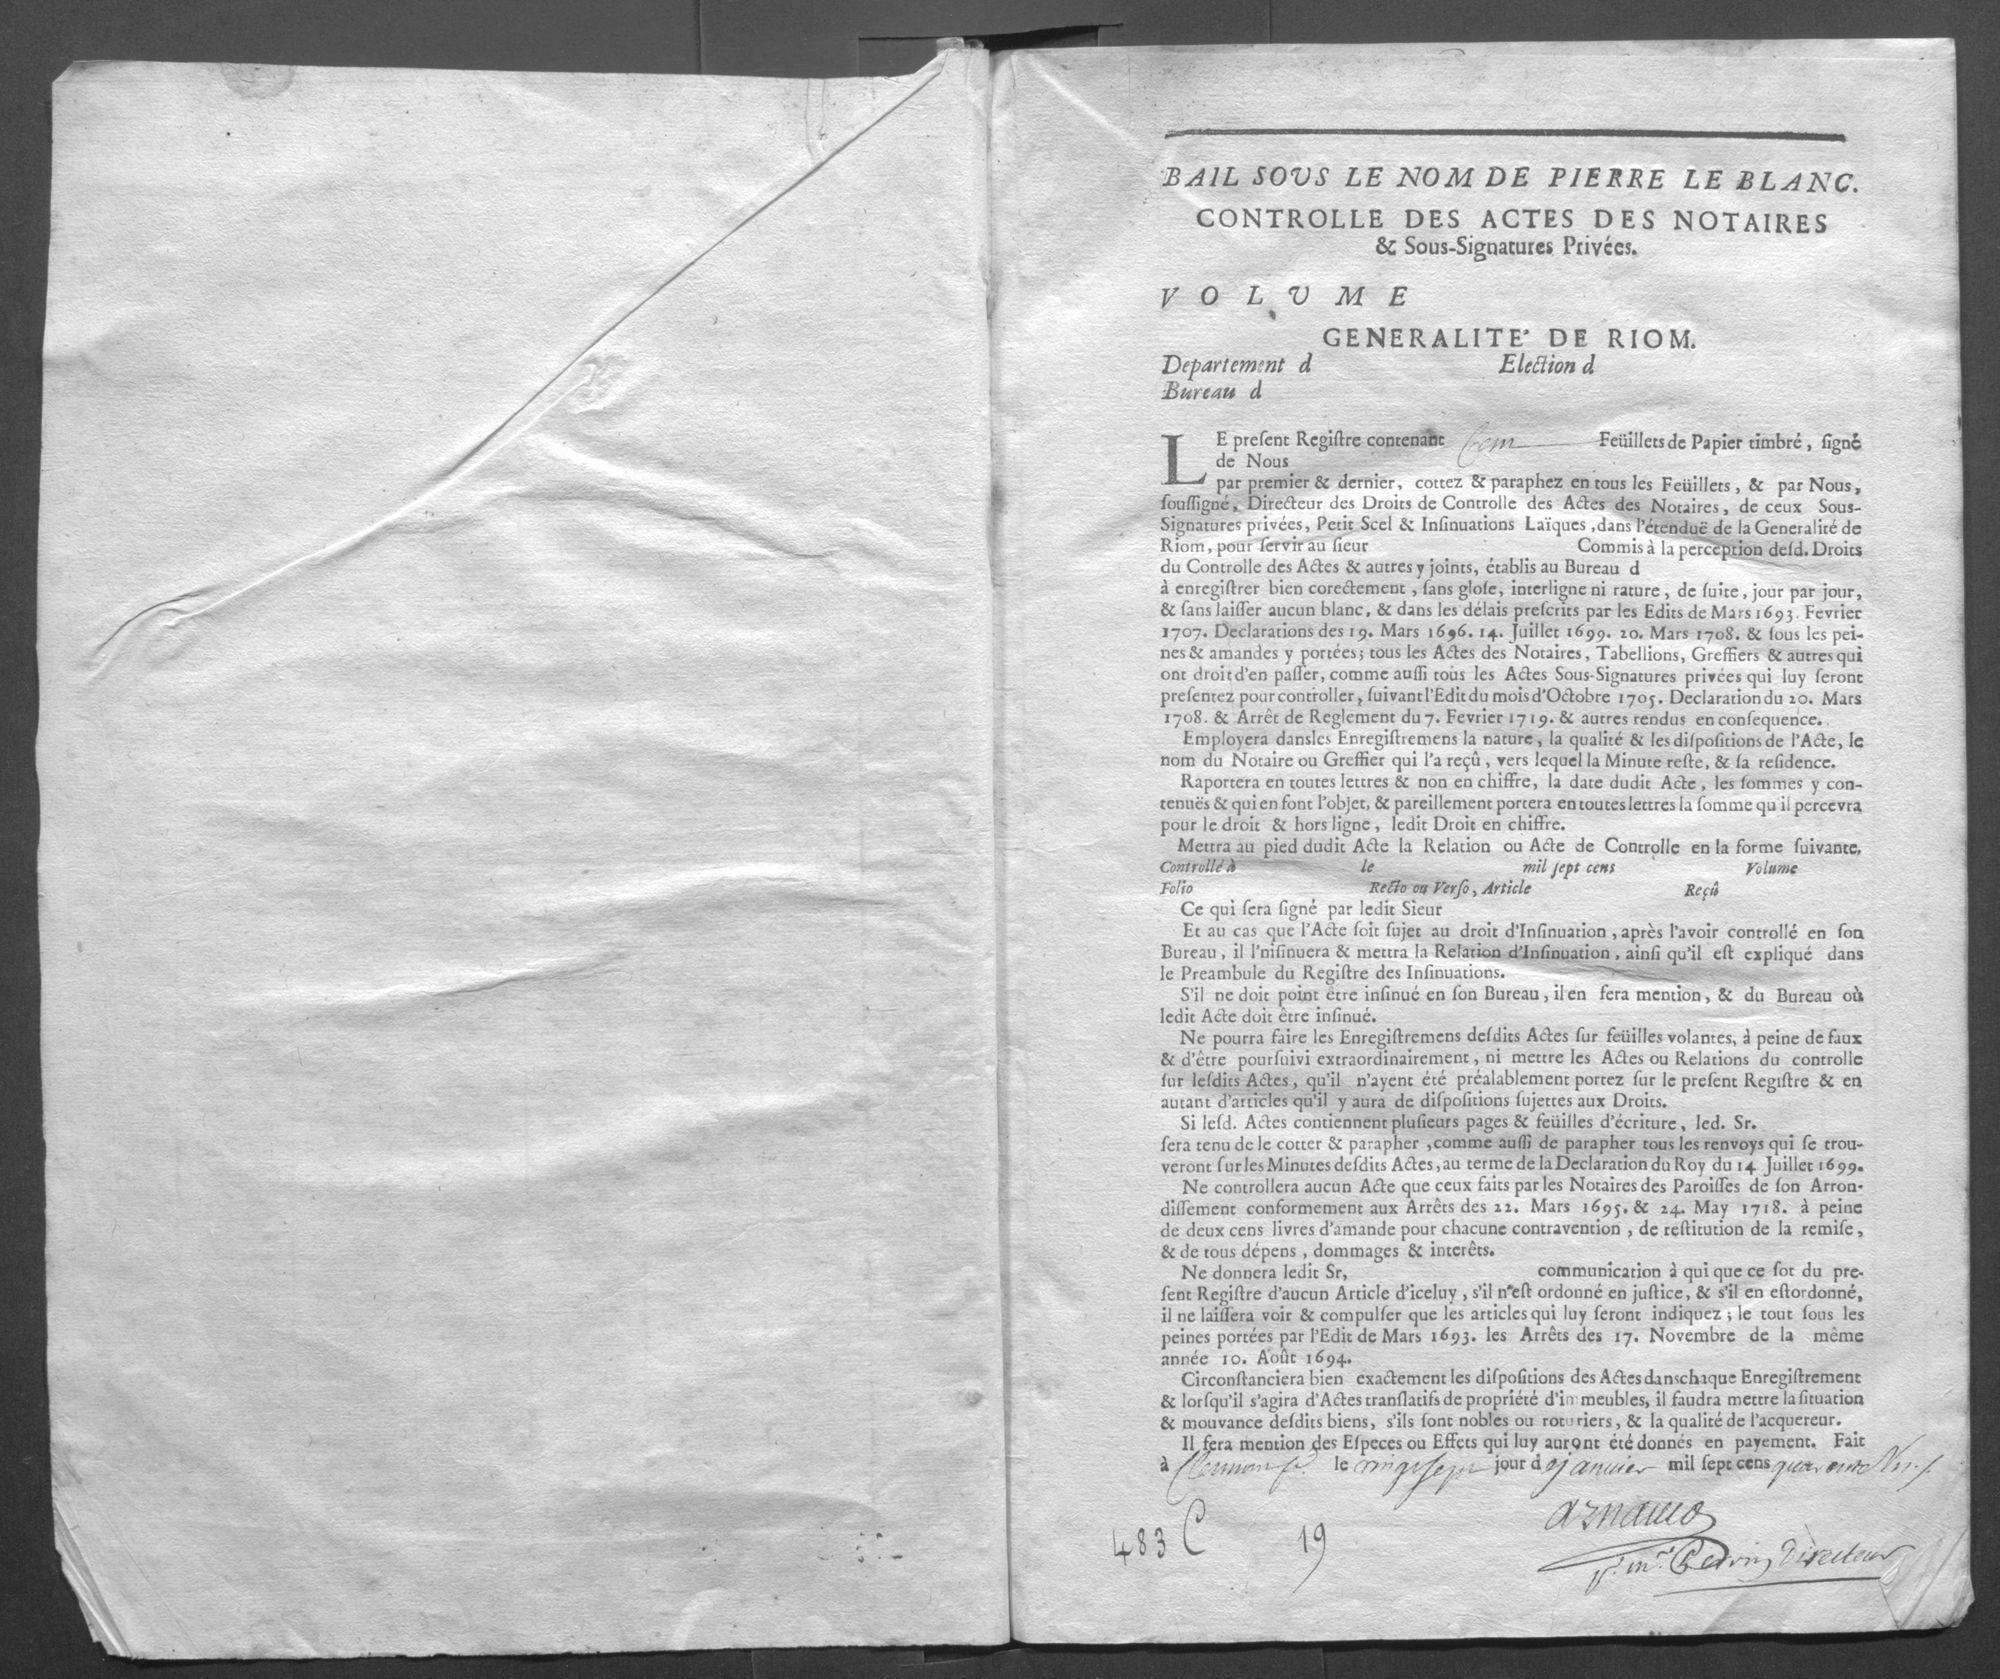 BAIL SOUS LE NOM DE PIERRE LE BLANC.
CONTROLLE DES ACTES DES NOTAIRES
& Sous-Signatures Privées.
VOLUME
GENERALITE' DE RIOM.
Departement d Election d
Bureau d
LE preſent Regiſtre contenant Cent Feüillets de Papier timbré, ſigné
de Nous
par premier & dernier, cottez & paraphez en tous les Feüillets, & par Nous,
ſouſſigné, Directeur des Droits de Controlle des Actes des Notaires, de ceux Sous-
Signatures privées, Petit Scel & Inſinuations Laïques, dans l'étenduë de la Generalité de
Riom, pour ſervir au ſieur Commis à la perception deſd. Droits
du Controlle des Actes & autres y joints, établis au Bureau d
à enregiſtrer bien corectement, ſans gloſe, interligne ni rature, de ſuite, jour par jour,
& ſans laiſſer aucun blanc, & dans les délais preſcrits par les Edits de Mars 1693. Fevrier
1707. Declarations des 19. Mars 1696. 14. Juillet 1699. 20. Mars 1708. & ſous les pei-
nes & amandes y portées; tous les Actes des Notaires, Tabellions, Greffiers & autres qui
ont droit d'en paſſer, comme auſſi tous les Actes Sous-Signatures privées qui luy ſeront
preſentez pour controller, ſuivant l'Edit du mois d'Octobre 1705. Declaration du 20. Mars
1708. & Arrêt de Reglement du 7. Fevrier 1719. & autres rendus en conſequence.
Employera dansles Enregiſtremens la nature, la qualité & les diſpoſitions de l'Acte, le
nom du Notaire ou Greffier qui l'a reçû, vers lequel la Minute reſte, & ſa reſidence.
Raportera en toutes lettres & non en chiffre, la date dudit Acte, les ſommes y con-
tenuës & qui en font l'objet, & pareillement portera en toutes lettres la ſomme qu'il percevra
pour le droit & hors ligne, ledit Droit en chiffre.
Mettra au pied dudit Acte la Relation ou Acte de Controlle en la forme ſuivante.
Controllé à le mil ſept cens Volume
Folio Recto ou Verſo, Article Reçû
Ce qui ſera ſigné par ledit Sieur
Et au cas que l'Acte ſoit ſujet au droit d'Inſinuation, après l'avoir controllé en ſon
Bureau, il l'niſinuera & mettra la Relation d'Inſinuation, ainſi qu'il eſt expliqué dans
le Preambule du Regiſtre des Inſinuations.
S'il ne doit point être inſinué en ſon Bureau, il en fera mention, & du Bureau où
ledit Acte doit être inſinué.
Ne pourra faire les Enregiſtremens deſdits Actes ſur feüilles volantes, à peine de faux
& d'être pourſuivi extraordinairement, ni mettre les Actes ou Relations du controlle
ſur leſdits Actes, qu'il n'ayent été préalablement portez ſur le preſent Regiſtre & en
autant d'articles qu'il y aura de diſpoſitions ſujettes aux Droits.
Si leſd. Actes contiennent pluſieurs pages & feüilles d'écriture, led. Sr.
ſera tenu de le cotter & parapher, comme auſſi de parapher tous les renvoys qui ſe trou-
veront ſur les Minutes deſdits Actes, au terme de la Declaration du Roy du 14 Juillet 1699.
Ne controllera aucun Acte que ceux faits par les Notaires des Paroiſſes de ſon Arron-
diſſement conformement aux Arrêts des 22. Mars 1695. & 24. May 1718. à peine
de deux cens livres d'amande pour chacune contravention, de reſtitution de la remiſe,
& de tous dépens, dommages & interêts.
Ne donnera ledit Sr, communication à qui que ce ſot du pre-
ſent Regiſtre d'aucun Article d'iceluy, s'il n'eſt ordonné en juſtice, & s'il en eſtordonné,
il ne laiſſera voir & compulſer que les articles qui luy ſeront indiquez; le tout ſous les
peines portées par l'Edit de Mars 1693. les Arrêts des 17. Novembre de la même
année 10. Août 1694.
Circonſtanciera bien exactement les diſpoſitions des Actes danschaque Enregiſtrement
& lorſqu'il s'agira d'Actes tranſlatifs de propriété d'immeubles, il faudra mettre la ſituation
& mouvance deſdits biens, s'ils ſont nobles ou roturiers, & la qualité de l'acquereur.
Il fera mention des Eſpeces ou Effets qui luy auront été donnés en payement. Fait
à Clermont f. le vingt sept jour de janvier mil ſept cens quarante
arnauld
483 C 19
p. mr. Directeur